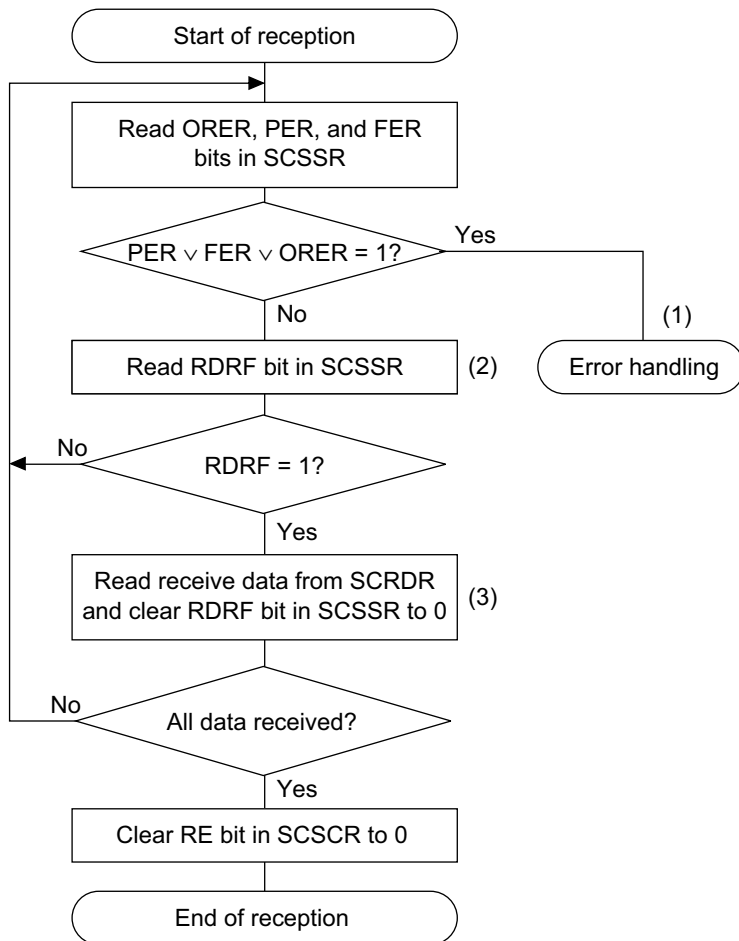 Start of reception
Read ORER, PER, and FER
bits in SCSSR
PER ∨ FER ∨ ORER = 1?
Yes
No
(1)
Error handling
Read RDRF bit in SCSSR
(2)
RDRF = 1?
No
Yes
Read receive data from SCRDR
and clear RDRF bit in SCSSR to 0
(3)
All data received?
No
Yes
Clear RE bit in SCSCR to 0
End of reception